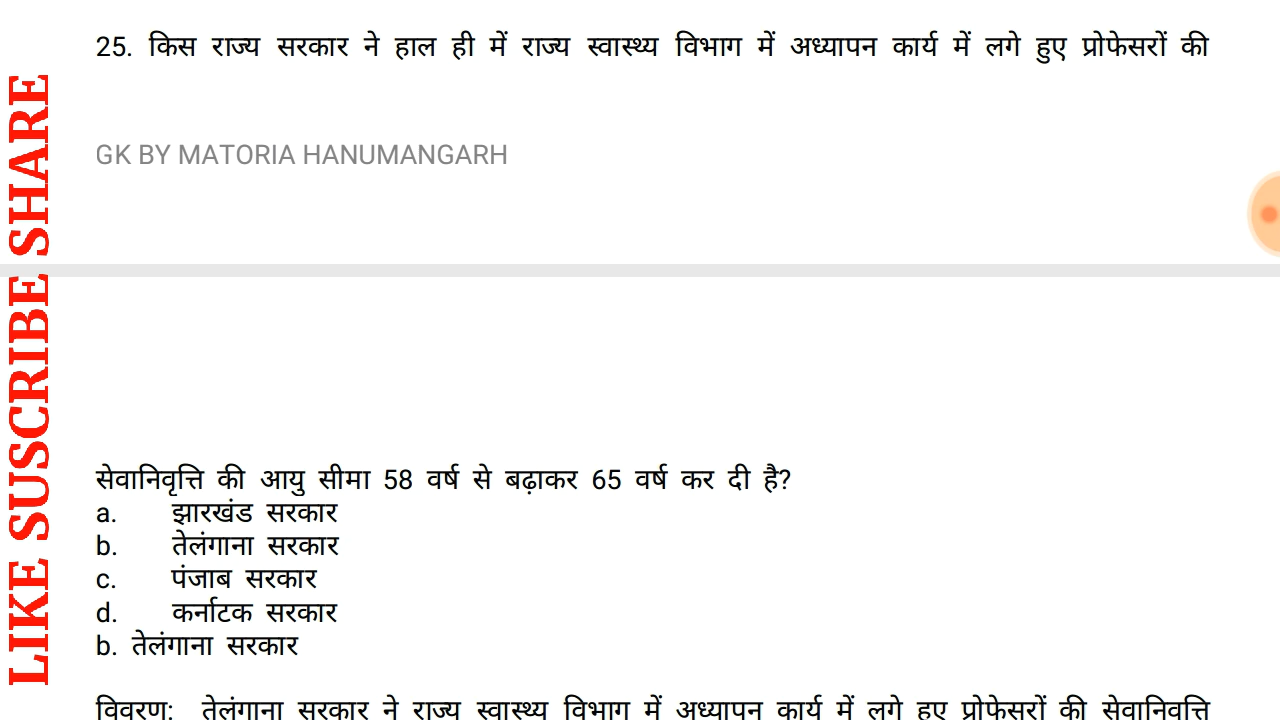 25. किस राज्य सरकार ने हाल ही में राज्य स्वास्थ्य विभाग में अध्यापन कार्य में लगे हुए प्रोफेसरों की
GK BY MATORIA HANUMANGARH
LIKE SUSCRIBE SHARE
सेवानिवृत्ति की आयु सीमा 58 वर्ष से बढ़ाकर 65 वर्ष कर दी है?
a. झारखंड सरकार
b. तेलंगाना सरकार
c. पंजाब सरकार
d. कर्नाटक सरकार
b. तेलंगाना सरकार
विवरण: तेलंगाना सरकार ने राज्य स्वास्थ्य विभाग में अध्यापन कार्य में लगे हुए प्रोफेसरों की सेवानिवृत्ति